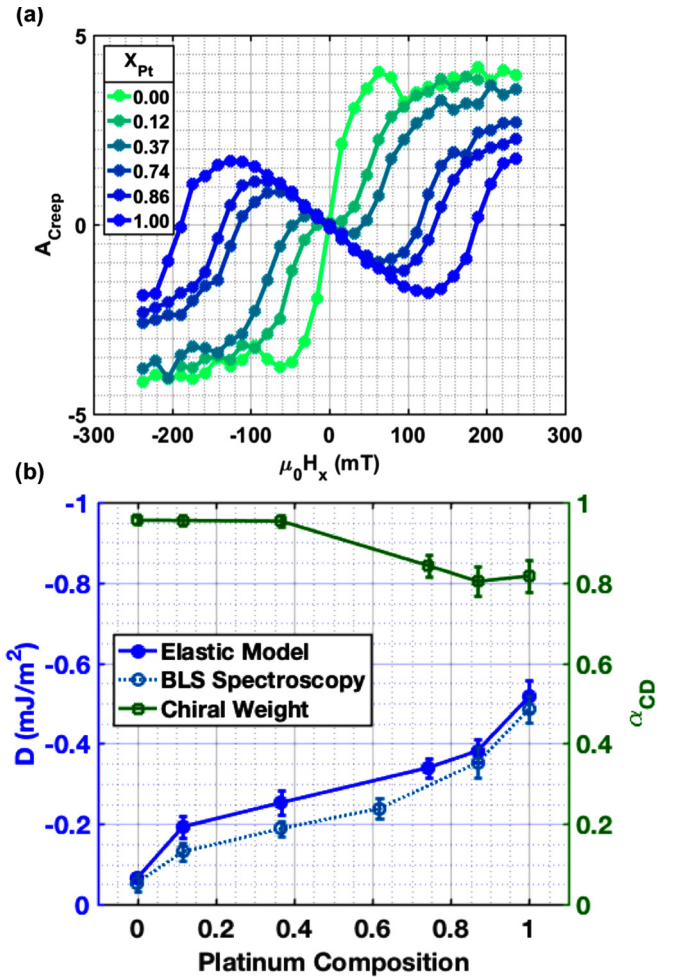 (a)
5
0
-5
A_Creep
X_Pt
0.00
0.12
0.37
0.74
0.86
1.00
-300 -200 -100 0 100 200 300
μ₀Hₓ (mT)
(b)
-1
-0.8
-0.6
-0.4
-0.2
0
D (mJ/m²)
Elastic Model
BLS Spectroscopy
Chiral Weight
1
0.8
0.6
0.4
0.2
0
α_CD
0 0.2 0.4 0.6 0.8 1
Platinum Composition